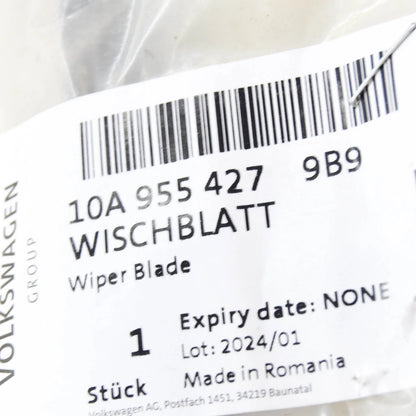 VOLKSWAGEN
GROUP
10A 955 427 9B9
WISCHBLATT
Wiper Blade
1
Stück
Expiry date: NONE
Lot: 2024/01
Made in Romania
Volkswagen AG, Postfach 1451, 34219 Baunatal